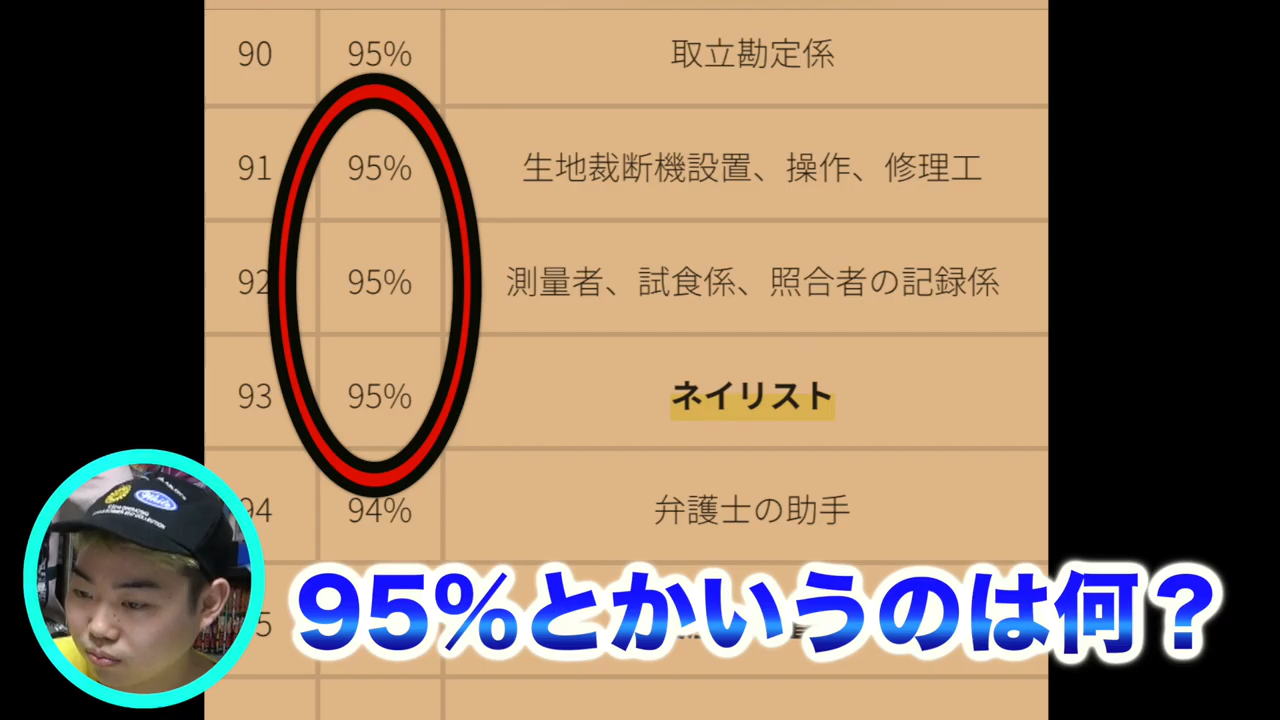 90 95% 取立勘定係
91 95% 生地裁断機設置、操作、修理工
92 95% 測量者、試食係、照合者の記録係
93 95% ネイリスト
94 94% 弁護士の助手
95%とかいうのは何?